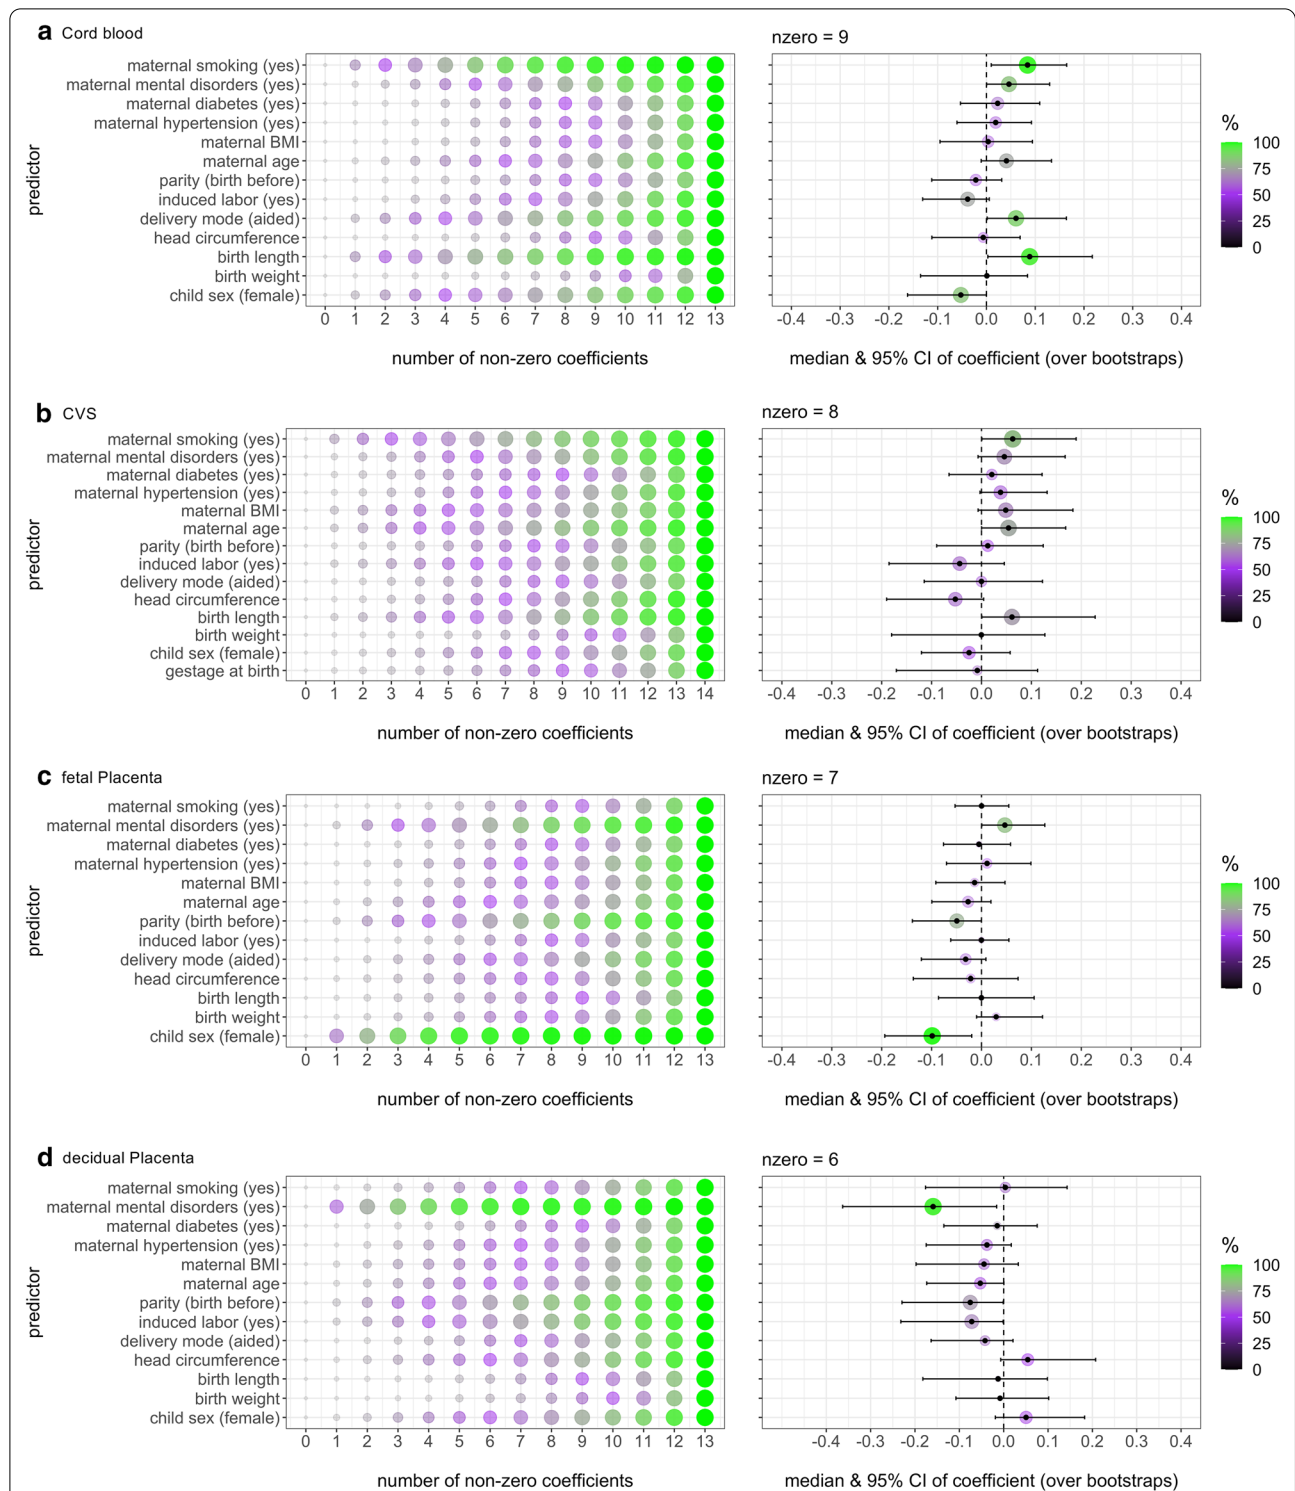 a Cord blood
nzero = 9
maternal smoking (yes)
maternal mental disorders (yes)
maternal diabetes (yes)
maternal hypertension (yes)
maternal BMI
maternal age
parity (birth before)
induced labor (yes)
delivery mode (aided)
head circumference
birth length
birth weight
child sex (female)
predictor
0 1 2 3 4 5 6 7 8 9 10 11 12 13
number of non-zero coefficients
-0.4 -0.3 -0.2 -0.1 0.0 0.1 0.2 0.3 0.4
median & 95% CI of coefficient (over bootstraps)
%
100
75
50
25
0
b CVS
nzero = 8
maternal smoking (yes)
maternal mental disorders (yes)
maternal diabetes (yes)
maternal hypertension (yes)
maternal BMI
maternal age
parity (birth before)
induced labor (yes)
delivery mode (aided)
head circumference
birth length
birth weight
child sex (female)
gestage at birth
predictor
0 1 2 3 4 5 6 7 8 9 10 11 12 13 14
number of non-zero coefficients
-0.4 -0.3 -0.2 -0.1 0.0 0.1 0.2 0.3 0.4
median & 95% CI of coefficient (over bootstraps)
%
100
75
50
25
0
c fetal Placenta
nzero = 7
maternal smoking (yes)
maternal mental disorders (yes)
maternal diabetes (yes)
maternal hypertension (yes)
maternal BMI
maternal age
parity (birth before)
induced labor (yes)
delivery mode (aided)
head circumference
birth length
birth weight
child sex (female)
predictor
0 1 2 3 4 5 6 7 8 9 10 11 12 13
number of non-zero coefficients
-0.4 -0.3 -0.2 -0.1 0.0 0.1 0.2 0.3 0.4
median & 95% CI of coefficient (over bootstraps)
%
100
75
50
25
0
d decidual Placenta
nzero = 6
maternal smoking (yes)
maternal mental disorders (yes)
maternal diabetes (yes)
maternal hypertension (yes)
maternal BMI
maternal age
parity (birth before)
induced labor (yes)
delivery mode (aided)
head circumference
birth length
birth weight
child sex (female)
predictor
0 1 2 3 4 5 6 7 8 9 10 11 12 13
number of non-zero coefficients
-0.4 -0.3 -0.2 -0.1 0.0 0.1 0.2 0.3 0.4
median & 95% CI of coefficient (over bootstraps)
%
100
75
50
25
0